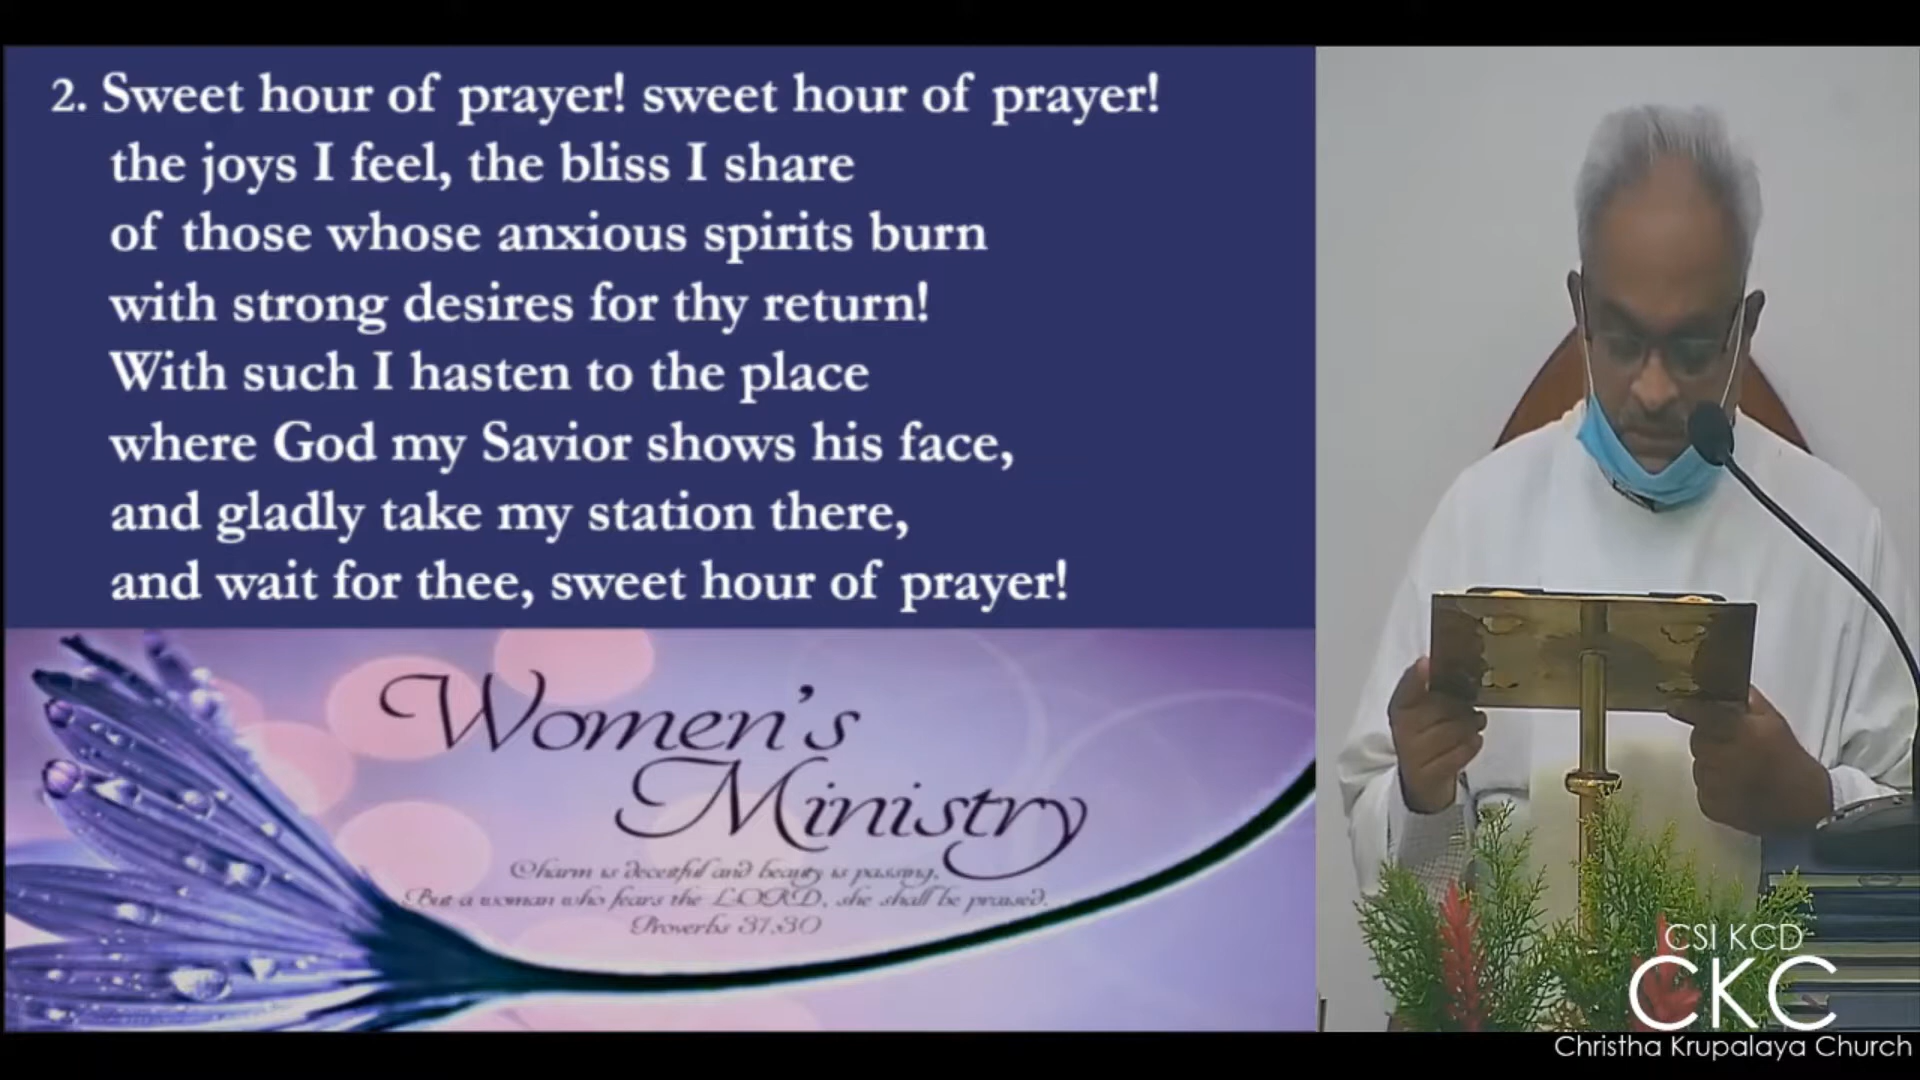 2. Sweet hour of prayer! sweet hour of prayer!
the joys I feel, the bliss I share
of those whose anxious spirits burn
with strong desires for thy return!
With such I hasten to the place
where God my Savior shows his face,
and gladly take my station there,
and wait for thee, sweet hour of prayer!
Women's
Ministry
Charm is deceitful and beauty is passing,
But a woman who fears the LORD, she shall be praised.
Proverbs 31:30
CSI KCD
CKC
Christha Krupalaya Church